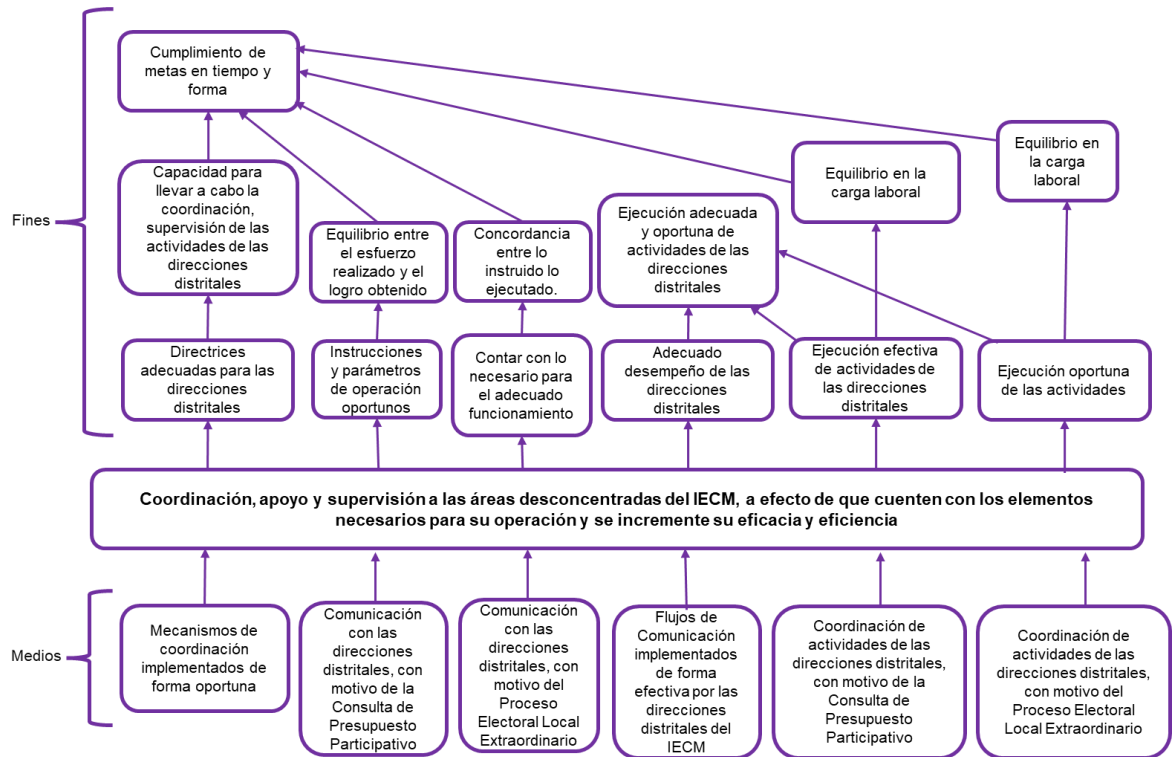 Cumplimiento de
metas en tiempo y
forma
Equilibrio en
la carga
laboral
Capacidad para
llevar a cabo la
coordinación,
supervisión de las
actividades de las
direcciones
distritales
Equilibrio en la
carga laboral
Fines
Equilibrio entre
el esfuerzo
realizado y el
logro obtenido
Concordancia
entre lo
instruido lo
ejecutado.
Ejecución adecuada
y oportuna de
actividades de las
direcciones
distritales
Directrices
adecuadas para las
direcciones
distritales
Instrucciones
y parámetros
de operación
oportunos
Contar con lo
necesario para
el adecuado
funcionamiento
Adecuado
desempeño de las
direcciones
distritales
Ejecución efectiva
de actividades de
las direcciones
distritales
Ejecución oportuna
de las actividades
Coordinación, apoyo y supervisión a las áreas desconcentradas del IECM, a efecto de que cuenten con los elementos
necesarios para su operación y se incremente su eficacia y eficiencia
Medios
Mecanismos de
coordinación
implementados de
forma oportuna
Comunicación
con las
direcciones
distritales, con
motivo de la
Consulta de
Presupuesto
Participativo
Comunicación
con las
direcciones
distritales, con
motivo del
Proceso
Electoral Local
Extraordinario
Flujos de
Comunicación
implementados
de forma
efectiva por las
direcciones
distritales del
IECM
Coordinación de
actividades de las
direcciones distritales,
con motivo de la
Consulta de
Presupuesto
Participativo
Coordinación de
actividades de las
direcciones distritales,
con motivo del
Proceso Electoral
Local Extraordinario